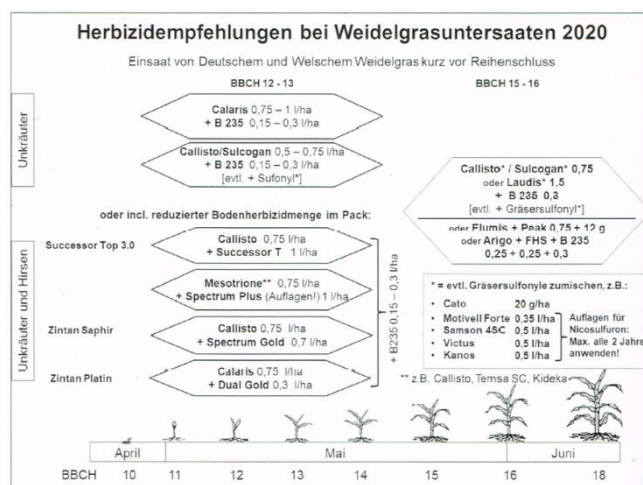 Herbizidempfehlungen bei Weidelgrasuntersaaten 2020
Einsaat von Deutschem und Welschem Weidelgras kurz vor Reihenschluss
BBCH 12 - 13
BBCH 15 - 16
Unkräuter
Calaris 0,75 – 1 l/ha
+ B 235 0,15 – 0,3 l/ha
Callisto/Sulcogan 0,5 – 0,75 l/ha
+ B 235 0,15 – 0,3 l/ha
[evtl. + Sufonyl*]
Callisto* / Sulcogan* 0,75
oder Laudis* 1,5
+ B 235 0,3
[evtl. + Gräsersulfonyl*]
oder Elumis + Peak 0,75 + 12 g
oder Arigo + FHS + B 235
0,25 + 0,25 + 0,3
oder incl. reduzierter Bodenherbizidmenge im Pack:
Unkräuter und Hirsen
Successor Top 3.0
Callisto 0,75 l/ha
+ Successor T 1 l/ha
Mesotrione** 0,75 l/ha
+ Spectrum Plus (Auflagen!) 1 l/ha
Zintan Saphir
Callisto 0,75 l/ha
+ Spectrum Gold 0,7 l/ha
Zintan Platin
Calaris 0,75 l/ha
+ Dual Gold 0,3 l/ha
+ B235 0,15 – 0,3 l/ha
* = evtl. Gräsersulfonyle zumischen, z.B.:
• Cato 20 g/ha
• Motivell Forte 0,35 l/ha
• Samson 4SC 0,5 l/ha
• Victus 0,5 l/ha
• Kanos 0,5 l/ha
Auflagen für
Nicosulfuron:
Max. alle 2 Jahre
anwenden!
** z.B. Callisto, Temsa SC, Kideka
April Mai Juni
BBCH 10 11 12 13 14 15 16 18